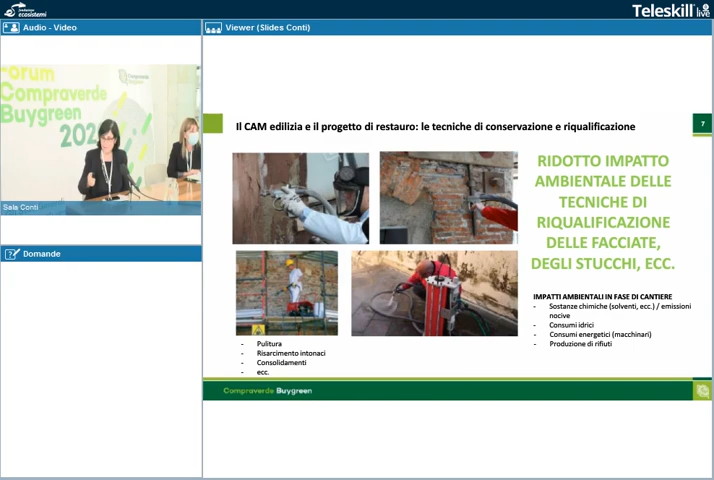 fondazione
ecosistemi
Teleskill live
Audio - Video
Viewer (Slides Conti)
Forum
Compraverde
Buygreen
202
Compraverde
Buygreen
Sala Conti
Domande
Il CAM edilizia e il progetto di restauro: le tecniche di conservazione e riqualificazione
7
RIDOTTO IMPATTO
AMBIENTALE DELLE
TECNICHE DI
RIQUALIFICAZIONE
DELLE FACCIATE,
DEGLI STUCCHI, ECC.
IMPATTI AMBIENTALI IN FASE DI CANTIERE
- Sostanze chimiche (solventi, ecc.) / emissioni
nocive
- Consumi idrici
- Consumi energetici (macchinari)
- Produzione di rifiuti
- Pulitura
- Risarcimento intonaci
- Consolidamenti
- ecc.
Compraverde Buygreen